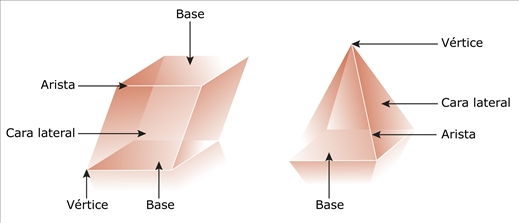 Base
Arista
Cara lateral
Vértice
Base
Vértice
Cara lateral
Arista
Base